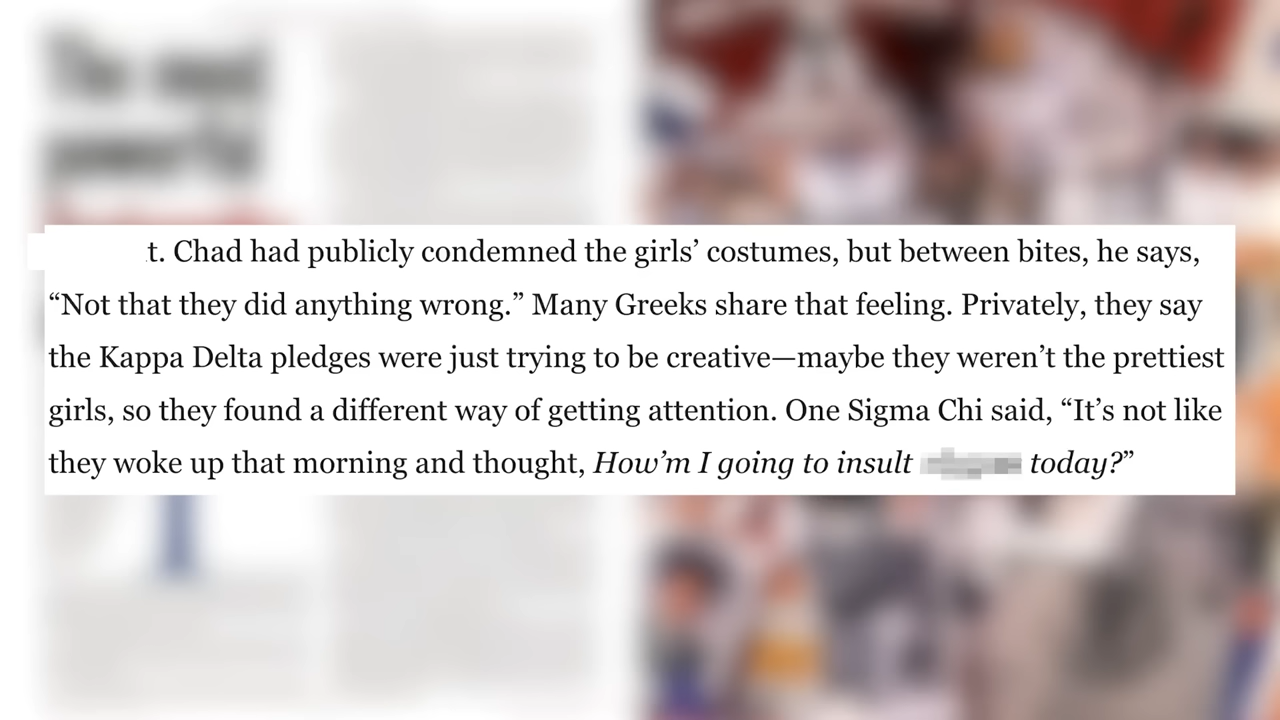 The most
powerful
t. Chad had publicly condemned the girls’ costumes, but between bites, he says,
“Not that they did anything wrong.” Many Greeks share that feeling. Privately, they say
the Kappa Delta pledges were just trying to be creative—maybe they weren’t the prettiest
girls, so they found a different way of getting attention. One Sigma Chi said, “It’s not like
they woke up that morning and thought, How’m I going to insult today?”